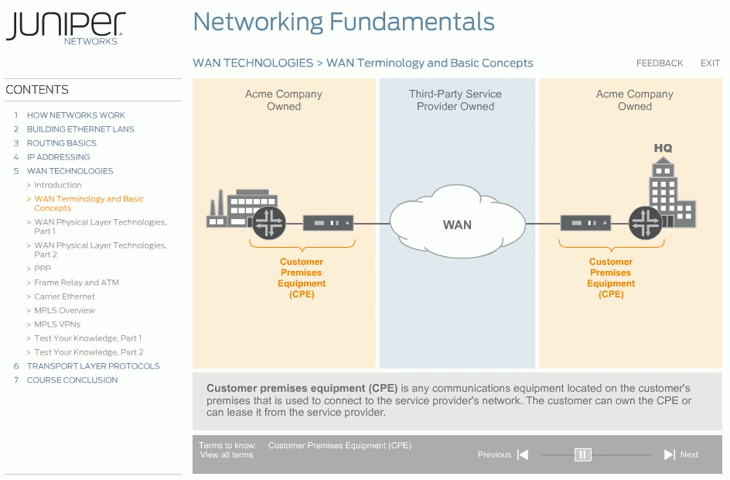 JUNIPER
NETWORKS
Networking Fundamentals
WAN TECHNOLOGIES > WAN Terminology and Basic Concepts
FEEDBACK EXIT
CONTENTS
1 HOW NETWORKS WORK
2 BUILDING ETHERNET LANS
3 ROUTING BASICS
4 IP ADDRESSING
5 WAN TECHNOLOGIES
> Introduction
> WAN Terminology and Basic
Concepts
> WAN Physical Layer Technologies,
Part 1
> WAN Physical Layer Technologies,
Part 2
> PPP
> Frame Relay and ATM
> Carrier Ethernet
> MPLS Overview
> MPLS VPNs
> Test Your Knowledge, Part 1
> Test Your Knowledge, Part 2
6 TRANSPORT LAYER PROTOCOLS
7 COURSE CONCLUSION
Acme Company
Owned
Third-Party Service
Provider Owned
Acme Company
Owned
HQ
WAN
Customer
Premises
Equipment
(CPE)
Customer
Premises
Equipment
(CPE)
Customer premises equipment (CPE) is any communications equipment located on the customer's
premises that is used to connect to the service provider's network. The customer can own the CPE or
can lease it from the service provider.
Terms to know: Customer Premises Equipment (CPE)
View all terms
Previous
Next